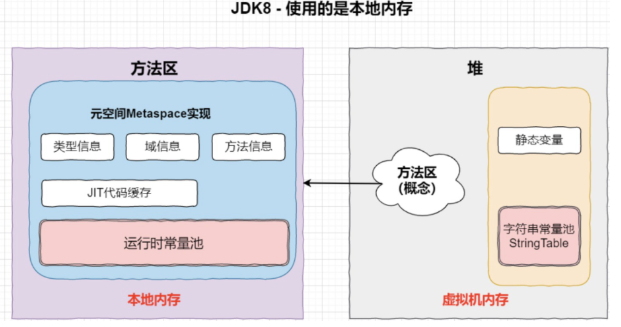 JDK8 - 使用的是本地内存
方法区
元空间Metaspace实现
类型信息
域信息
方法信息
JIT代码缓存
运行时常量池
本地内存
堆
方法区
(概念)
静态变量
字符串常量池
StringTable
虚拟机内存